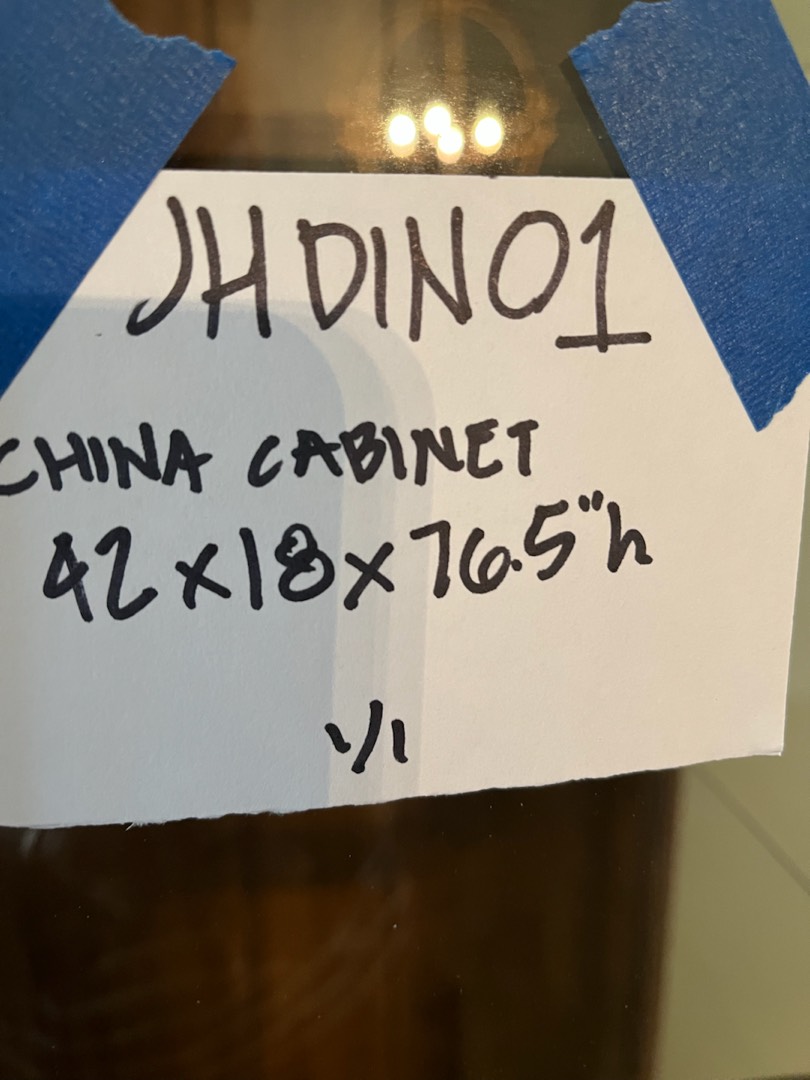 JHDIN01
CHINA CABINET
42x18x76.5"h
1/1